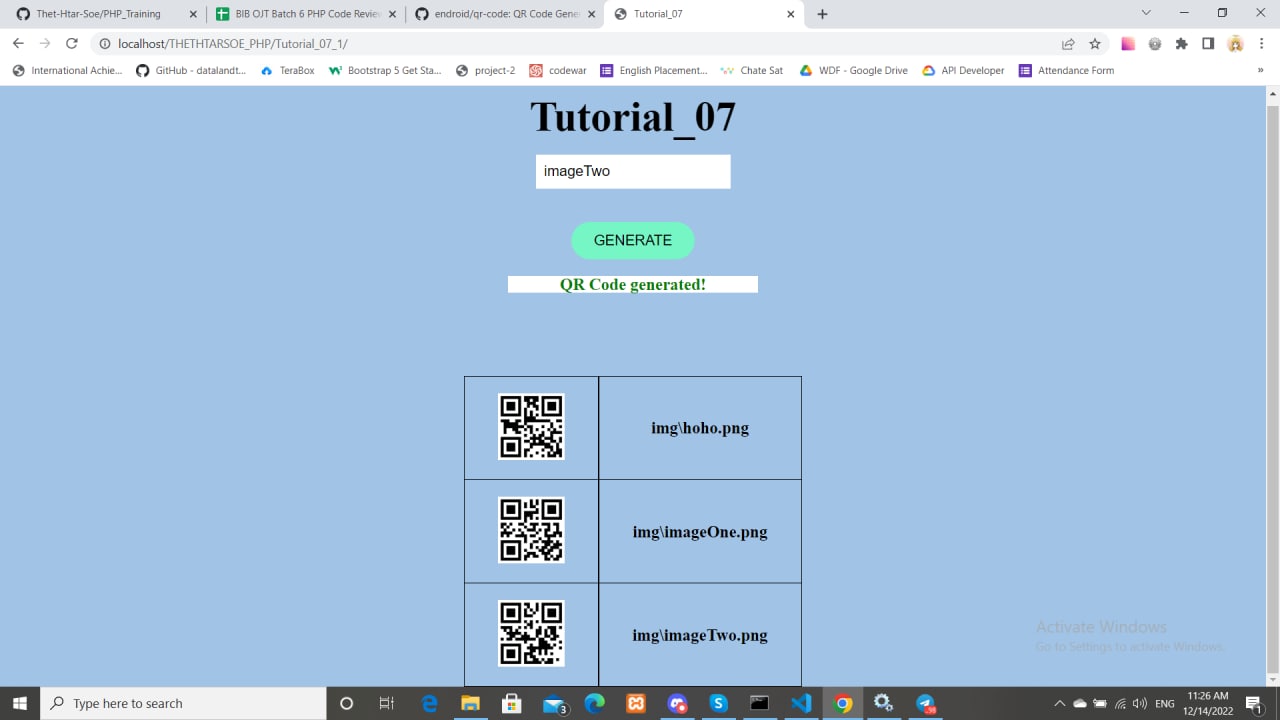 Thet-Htar-Soe/PHP_Training
BIB OJT Batch 6 PHP Code Review
endroid/qr-code: QR Code Gene
Tutorial_07
localhost/THETHTARSOE_PHP/Tutorial_07_1/
International Achie...
GitHub - datalandt...
TeraBox
Bootstrap 5 Get Sta...
project-2
codewar
English Placement...
Chate Sat
WDF - Google Drive
API Developer
Attendance Form
»
Tutorial_07
imageTwo
GENERATE
QR Code generated!
img\hoho.png
img\imageOne.png
img\imageTwo.png
Activate Windows
Go to Settings to activate Windows.
Type here to search
3
98
ENG
11:26 AM
12/14/2022
1